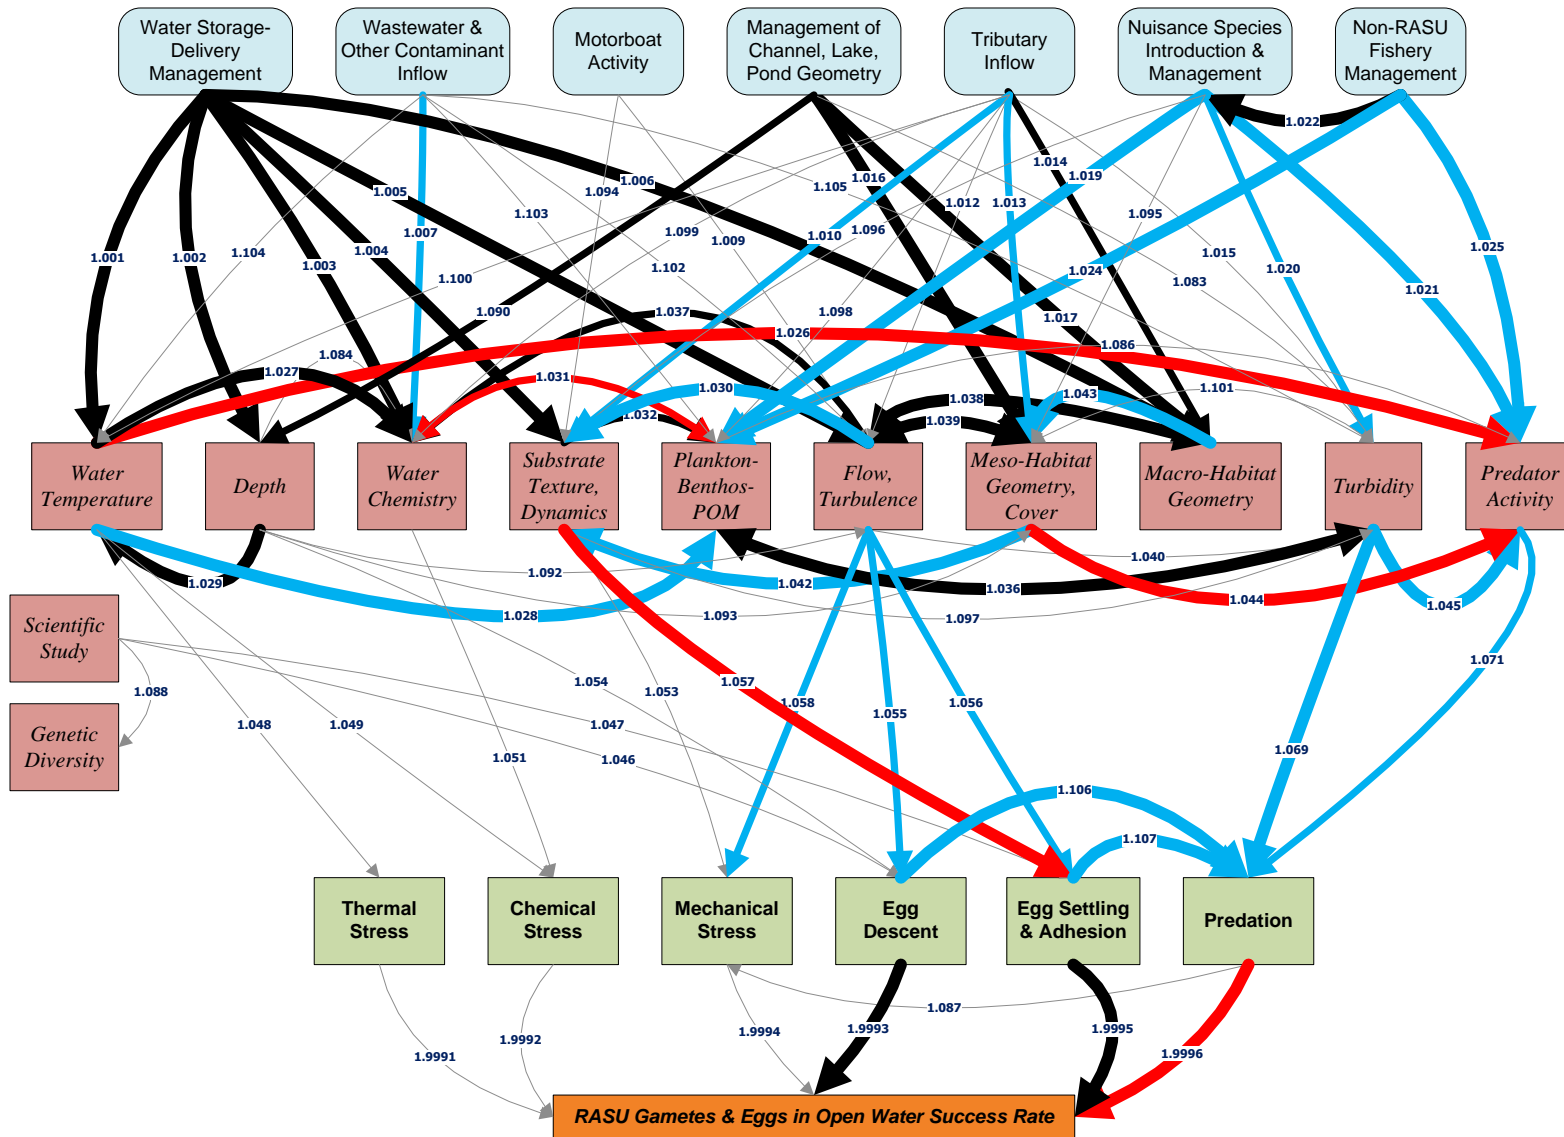 Water Storage-
Delivery
Management
Wastewater &
Other Contaminant
Inflow
Motorboat
Activity
Management of
Channel, Lake,
Pond Geometry
Tributary
Inflow
Nuisance Species
Introduction &
Management
Non-RASU
Fishery
Management
1.022
1.014
1.016
1.019
1.006
1.105
1.005
1.094
1.012
1.013
1.103
1.095
1.007
1.099
1.009
1.010
1.096
1.025
1.015
1.004
1.104
1.001
1.002
1.003
1.102
1.020
1.024
1.100
1.083
1.021
1.090
1.037
1.098
1.017
1.026
1.086
1.084
1.027
1.031
1.030
1.101
1.043
1.038
1.032
1.039
Water
Temperature
Depth
Water
Chemistry
Substrate
Texture,
Dynamics
Plankton-
Benthos-
POM
Flow,
Turbulence
Meso-Habitat
Geometry,
Cover
Macro-Habitat
Geometry
Turbidity
Predator
Activity
1.040
1.092
1.029
1.042
1.036
1.044
1.045
1.028
1.093
1.097
Scientific
Study
1.088
1.071
1.053
1.054
1.057
Genetic
Diversity
1.058
1.056
1.055
1.048
1.049
1.047
1.069
1.051
1.046
1.106
1.107
Thermal
Stress
Chemical
Stress
Mechanical
Stress
Egg
Descent
Egg Settling
& Adhesion
Predation
1.087
1.9991
1.9992
1.9994
1.9993
1.9995
1.9996
RASU Gametes & Eggs in Open Water Success Rate